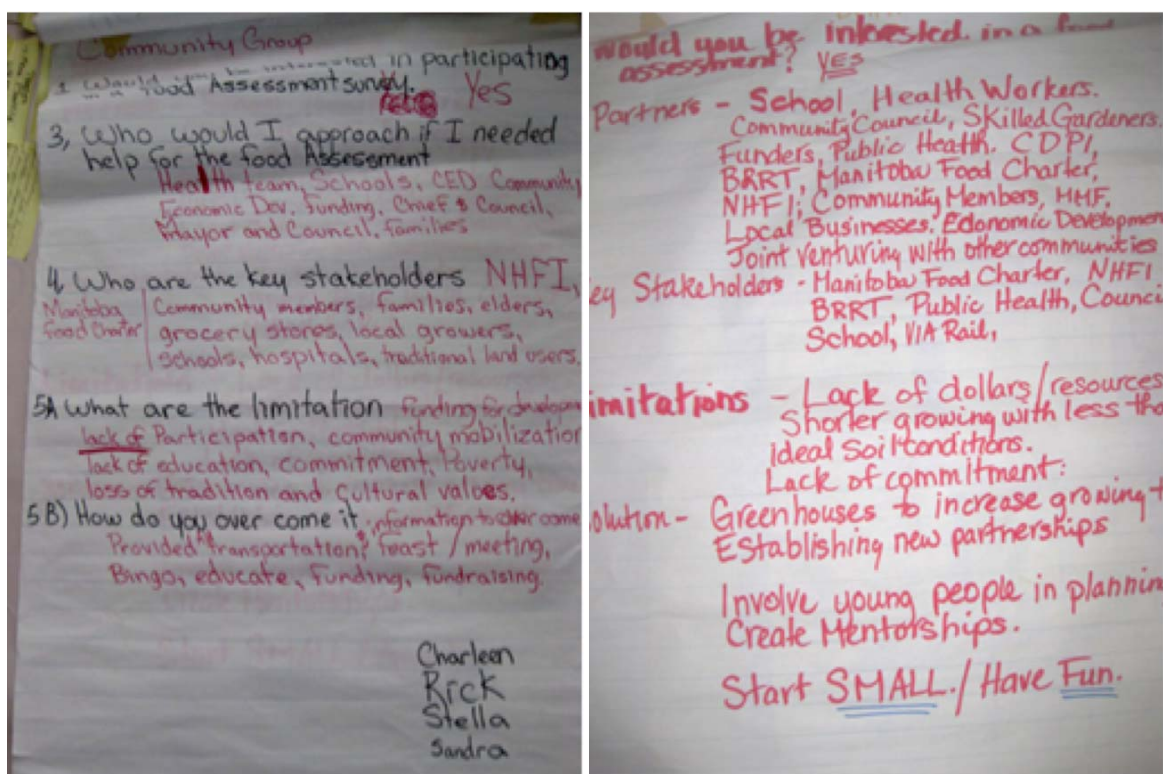 Community Group
1. Would in participating
food Assessment survey. Yes
3, Who would I approach if I needed
help for the food Assessment
Health team, Schools, CED Community
Economic Dev. funding, Chief & Council,
Mayor and Council. families
4, Who are the key stakeholders NHFI,
Manitoba
Food Charter
Community members, families, elders,
grocery stores, local growers,
schools, hospitals, traditional land users.
5A What are the limitation funding for
lack of Participation, community mobilization
lack of education, commitment, Poverty,
loss of tradition and Cultural values.
5B) How do you over come it, information to over come
Provided transportation? feast / meeting,
Bingo, educate, funding, fundraising.
Charleen
Rick
Stella
Sandra
would you be interested in a food
assessment? YES
Partners - School, Health Workers.
Community Council, Skilled Gardeners.
Funders, Public Health. CDPI,
BRRT, Manitoba Food Charter,
NHFI, Community Members, MMF,
Local Businesses, Edonomic Developmen
Joint venturing with other communities
ey Stakeholders - Manitoba Food Charter, NHFI
BRRT, Public Health, Counci
School, VIA Rail,
imitations - Lack of dollars/resources
Shorter growing with less tha
ideal Soil conditions.
Lack of commitment:
olution - Greenhouses to increase growing t
Establishing new partnerships
Involve young people in planning
Create Mentorships.
Start SMALL./Have Fun.